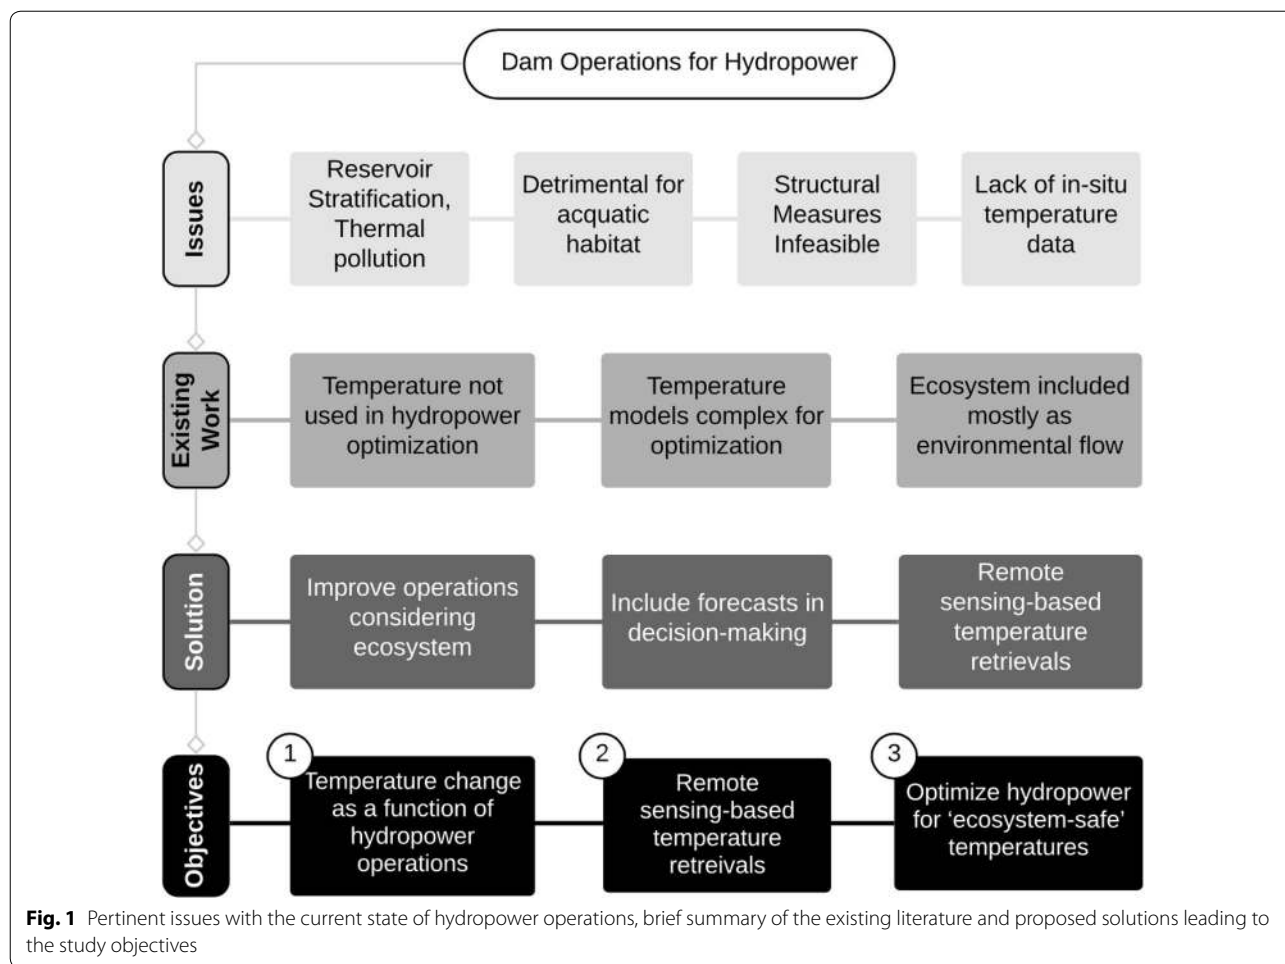 Dam Operations for Hydropower
Issues
Reservoir
Stratification,
Thermal
pollution
Detrimental for
acquatic
habitat
Structural
Measures
Infeasible
Lack of in-situ
temperature
data
Existing
Work
Temperature not
used in hydropower
optimization
Temperature
models complex for
optimization
Ecosystem included
mostly as
environmental flow
Solution
Improve operations
considering
ecosystem
Include forecasts in
decision-making
Remote
sensing-based
temperature
retrievals
Objectives
1
Temperature change
as a function of
hydropower
operations
2
Remote
sensing-based
temperature
retreivals
3
Optimize hydropower
for ‘ecosystem-safe’
temperatures
Fig. 1 Pertinent issues with the current state of hydropower operations, brief summary of the existing literature and proposed solutions leading to
the study objectives